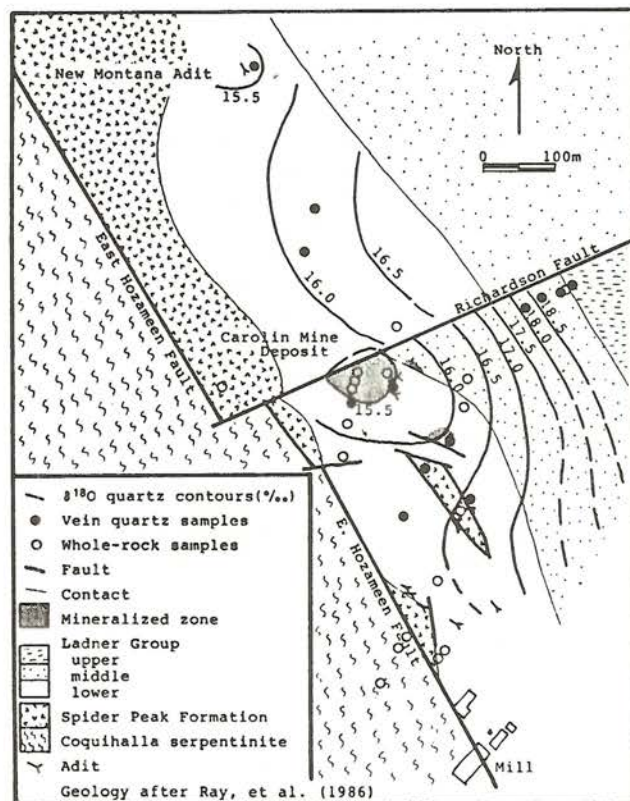 North
New Montana Adit
15.5
0 100m
East Hozameen Fault
16.0
16.5
Richardson Fault
Carolin Mine
Deposit
16.0
16.5
17.0
17.5
18.0
18.5
15.5
E. Hozameen Fault
δ18O quartz contours(°/oo)
Vein quartz samples
Whole-rock samples
Fault
Contact
Mineralized zone
Ladner Group
upper
middle
lower
Spider Peak Formation
Coquihalla serpentinite
Adit
Geology after Ray, et al. (1986)
Mill